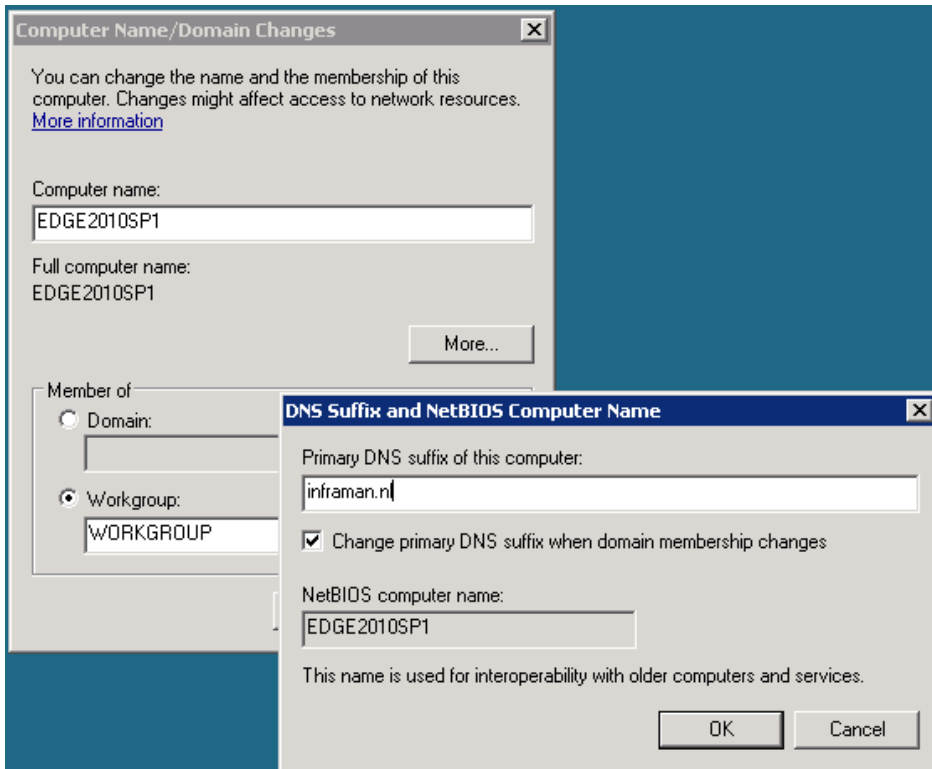 Computer Name/Domain Changes
You can change the name and the membership of this
computer. Changes might affect access to network resources.
More information
Computer name:
EDGE2010SP1
Full computer name:
EDGE2010SP1
More...
Member of
Domain:
Workgroup:
WORKGROUP
DNS Suffix and NetBIOS Computer Name
Primary DNS suffix of this computer:
inframan.nl
Change primary DNS suffix when domain membership changes
NetBIOS computer name:
EDGE2010SP1
This name is used for interoperability with older computers and services.
OK
Cancel